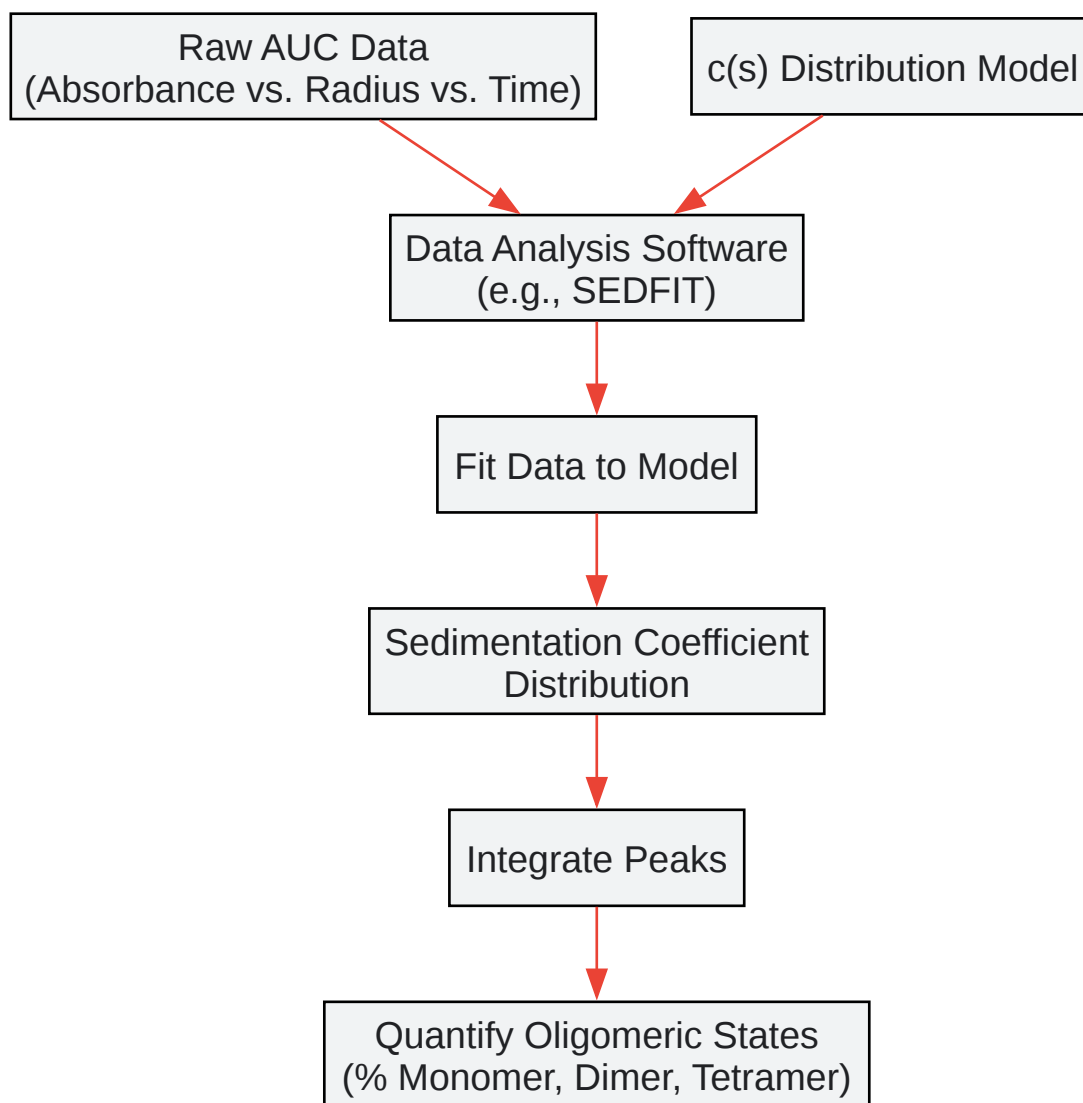 Raw AUC Data
(Absorbance vs. Radius vs. Time)
c(s) Distribution Model
Data Analysis Software
(e.g., SEDFIT)
Fit Data to Model
Sedimentation Coefficient
Distribution
Integrate Peaks
Quantify Oligomeric States
(% Monomer, Dimer, Tetramer)